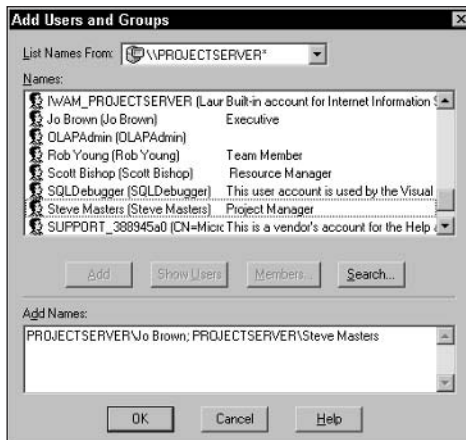 Add Users and Groups
List Names From: \\PROJECTSERVER*
Names:
IWAM_PROJECTSERVER (Laur Built-in account for Internet Information S
Jo Brown (Jo Brown) Executive
OLAPAdmin (OLAPAdmin)
Rob Young (Rob Young) Team Member
Scott Bishop (Scott Bishop) Resource Manager
SQLDebugger (SQLDebugger) This user account is used by the Visual
Steve Masters (Steve Masters) Project Manager
SUPPORT_388945a0 (CN=Micro This is a vendor's account for the Help a
Add Show Users Members... Search...
Add Names:
PROJECTSERVER\Jo Brown; PROJECTSERVER\Steve Masters
OK Cancel Help